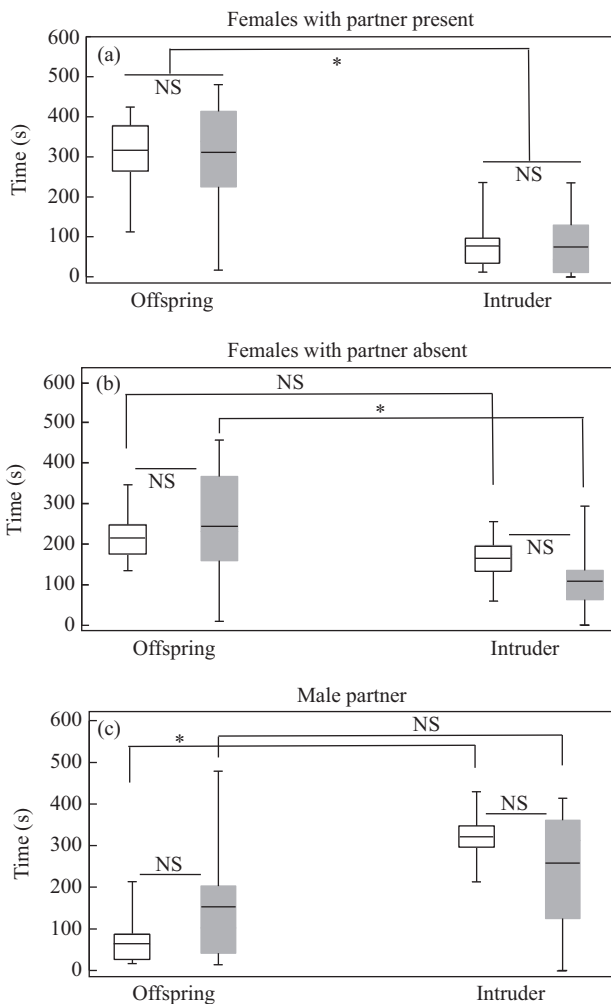 Females with partner present
600
(a)
*
500
NS
400
300
NS
200
100
0
Time (s)
Offspring
Intruder
Females with partner absent
600
(b)
NS
500
*
400
NS
300
NS
200
100
0
Time (s)
Offspring
Intruder
Male partner
600
(c)
NS
*
500
400
NS
300
NS
200
100
0
Time (s)
Offspring
Intruder